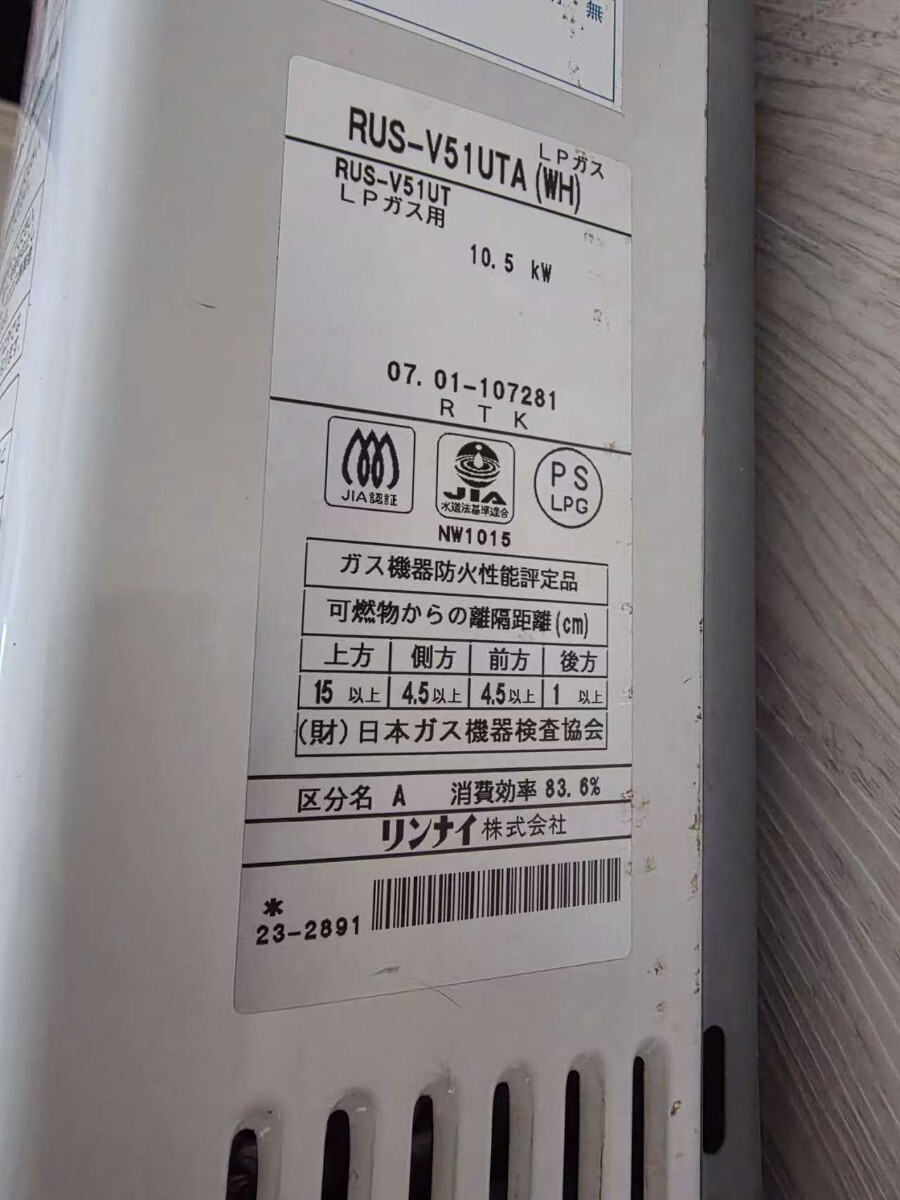 無
LPガス
RUS-V51UTA(WH)
RUS-V51UT
LPガス用
10.5 kW
07.01-107281
RTK
JIA認証
JIA
水道法基準適合
PS
LPG
NW1015
ガス機器防火性能評定品
可燃物からの離隔距離(cm)
上方 側方 前方 後方
15 以上 4.5以上 4.5以上 1 以上
(財)日本ガス機器検査協会
区分名 A 消費効率 83.6%
リンナイ株式会社
*
23-2891